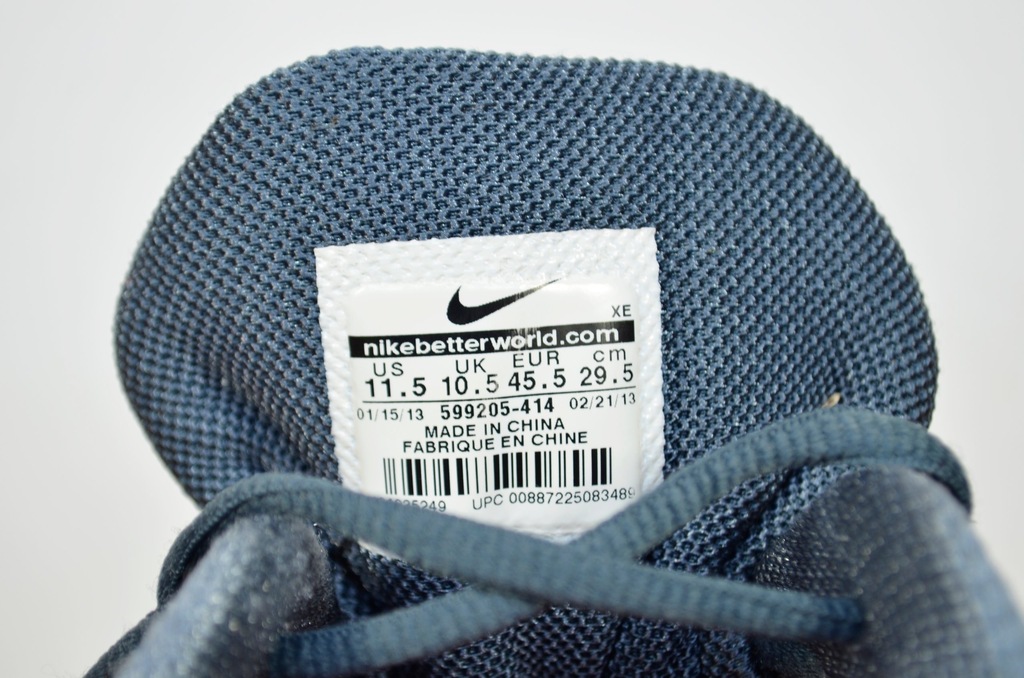 XE
nikebetterworld.com
US UK EUR cm
11.5 10.5 45.5 29.5
01/15/13 599205-414 02/21/13
MADE IN CHINA
FABRIQUE EN CHINE
UPC 00887225083489